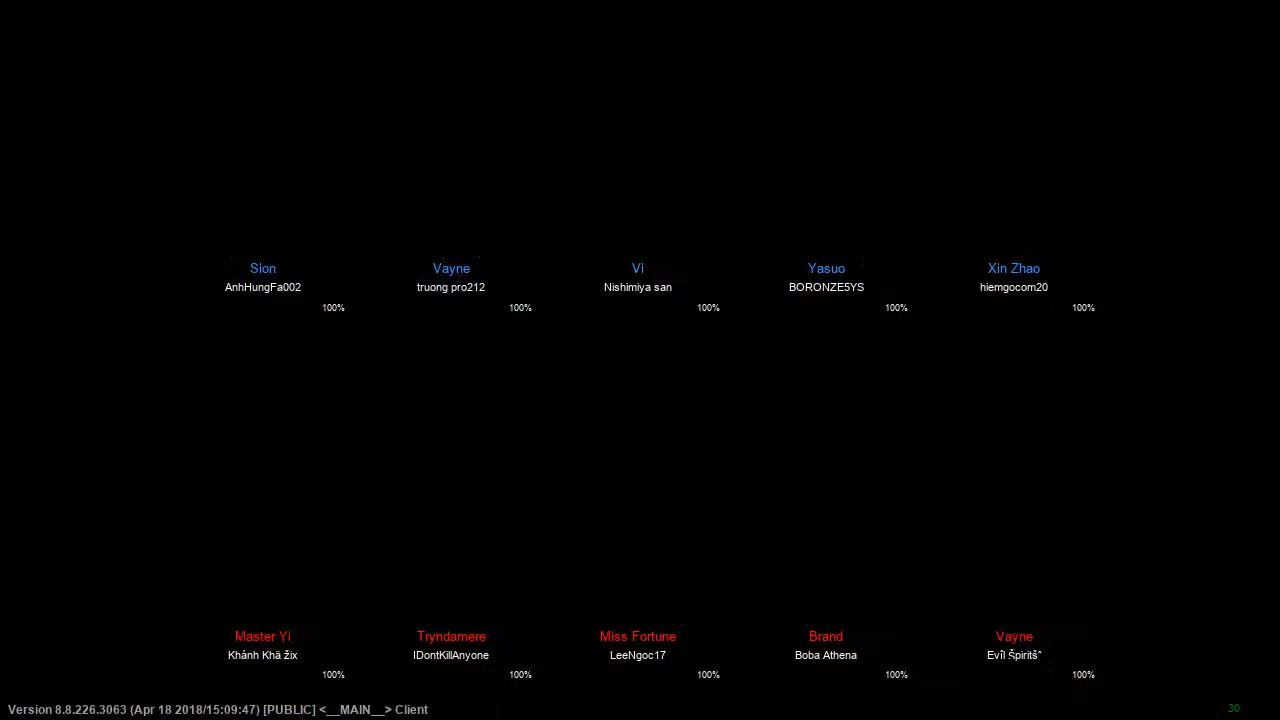 Sion Vayne Vi Yasuo Xin Zhao
AnhHungFa002 truong pro212 Nishimiya san BORONZE5YS hiemgocom20
100% 100% 100% 100% 100%
Master Yi Tryndamere Miss Fortune Brand Vayne
Khánh Khä žix IDontKillAnyone LeeNgoc17 Boba Athena Evîl Špiritšˆ
100% 100% 100% 100% 100%
Version 8.8.226.3063 (Apr 18 2018/15:09:47) [PUBLIC] <__MAIN__> Client 30